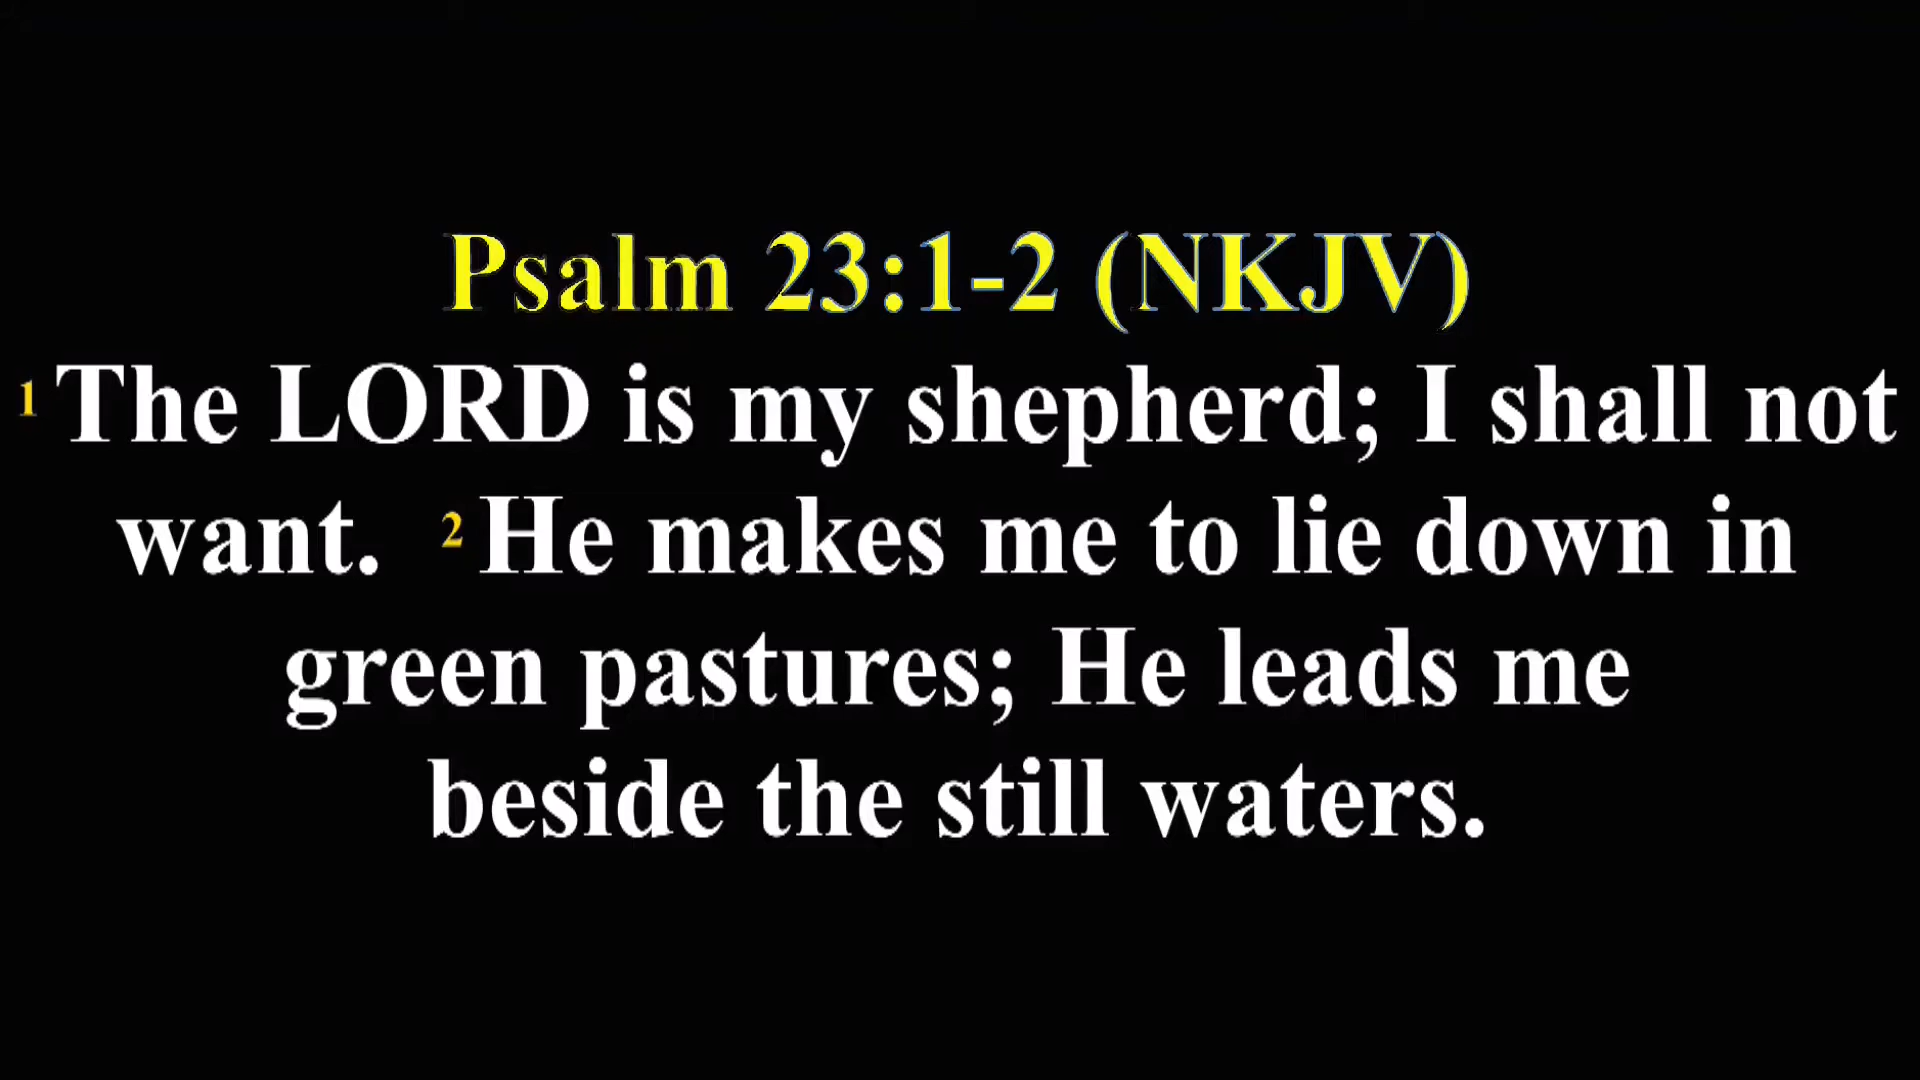 Psalm 23:1-2 (NKJV)
1 The LORD is my shepherd; I shall not
want. 2 He makes me to lie down in
green pastures; He leads me
beside the still waters.